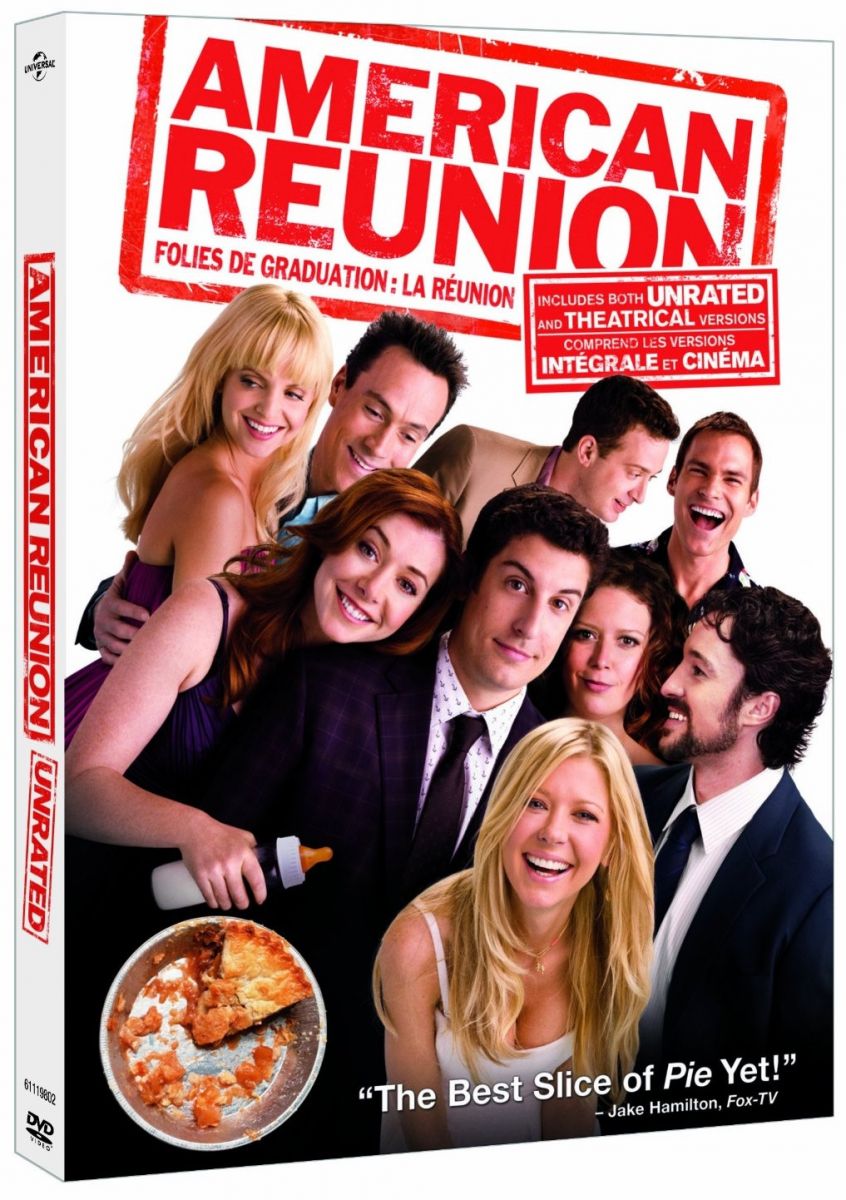 UNIVERSAL
AMERICAN
REUNION
FOLIES DE GRADUATION : LA RÉUNION
INCLUDES BOTH UNRATED
AND THEATRICAL VERSIONS
COMPREND LES VERSIONS
INTÉGRALE ET CINÉMA
AMERICAN REUNION
UNRATED
61119802
DVD
VIDEO
“The Best Slice of Pie Yet!”
– Jake Hamilton, Fox-TV